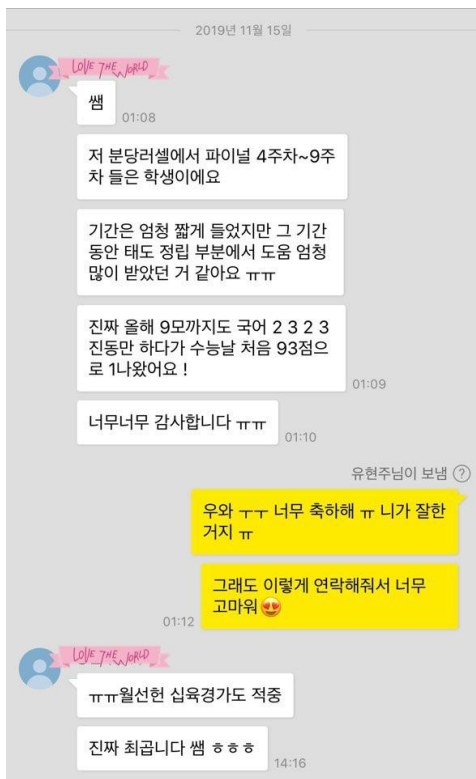 2019년 11월 15일
LOVE THE WORLD
쌤
01:08
저 분당러셀에서 파이널 4주차~9주
차 들은 학생이에요
기간은 엄청 짧게 들었지만 그 기간
동안 태도 정립 부분에서 도움 엄청
많이 받았던 거 같아요 ㅠㅠ
진짜 올해 9모까지도 국어 2 3 2 3
진동만 하다가 수능날 처음 93점으
로 1나왔어요 !
01:09
너무너무 감사합니다 ㅠㅠ
01:10
유현주님이 보냄 ?
우와 ㅜㅜ 너무 축하해 ㅠ 니가 잘한
거지 ㅠ
그래도 이렇게 연락해줘서 너무
고마워😍
01:12
LOVE THE WORLD
ㅠㅠ월선헌 십육경가도 적중
진짜 최곱니다 쌤 ㅎㅎㅎ
14:16